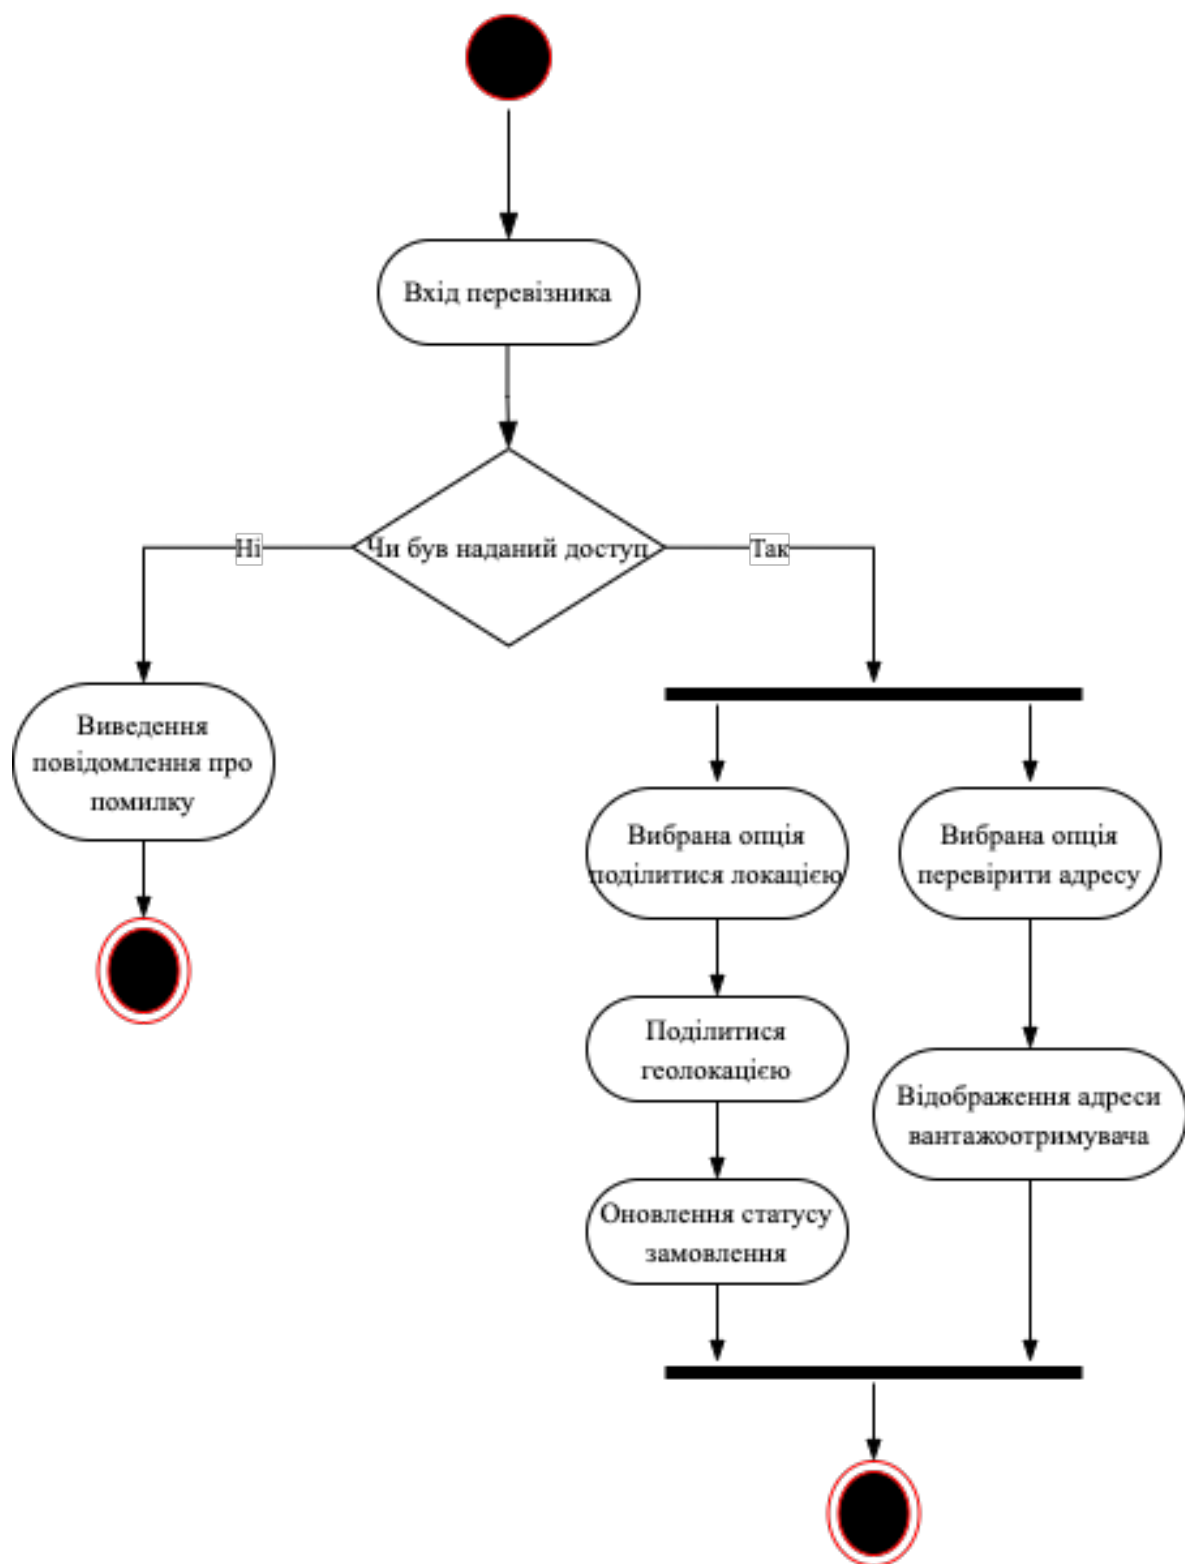 Вхід перевізника
Чи був наданий доступ
Ні
Так
Виведення
повідомлення про
помилку
Вибрана опція
поділитися локацією
Вибрана опція
перевірити адресу
Поділитися
геолокацією
Відображення адреси
вантажоотримувача
Оновлення статусу
замовлення